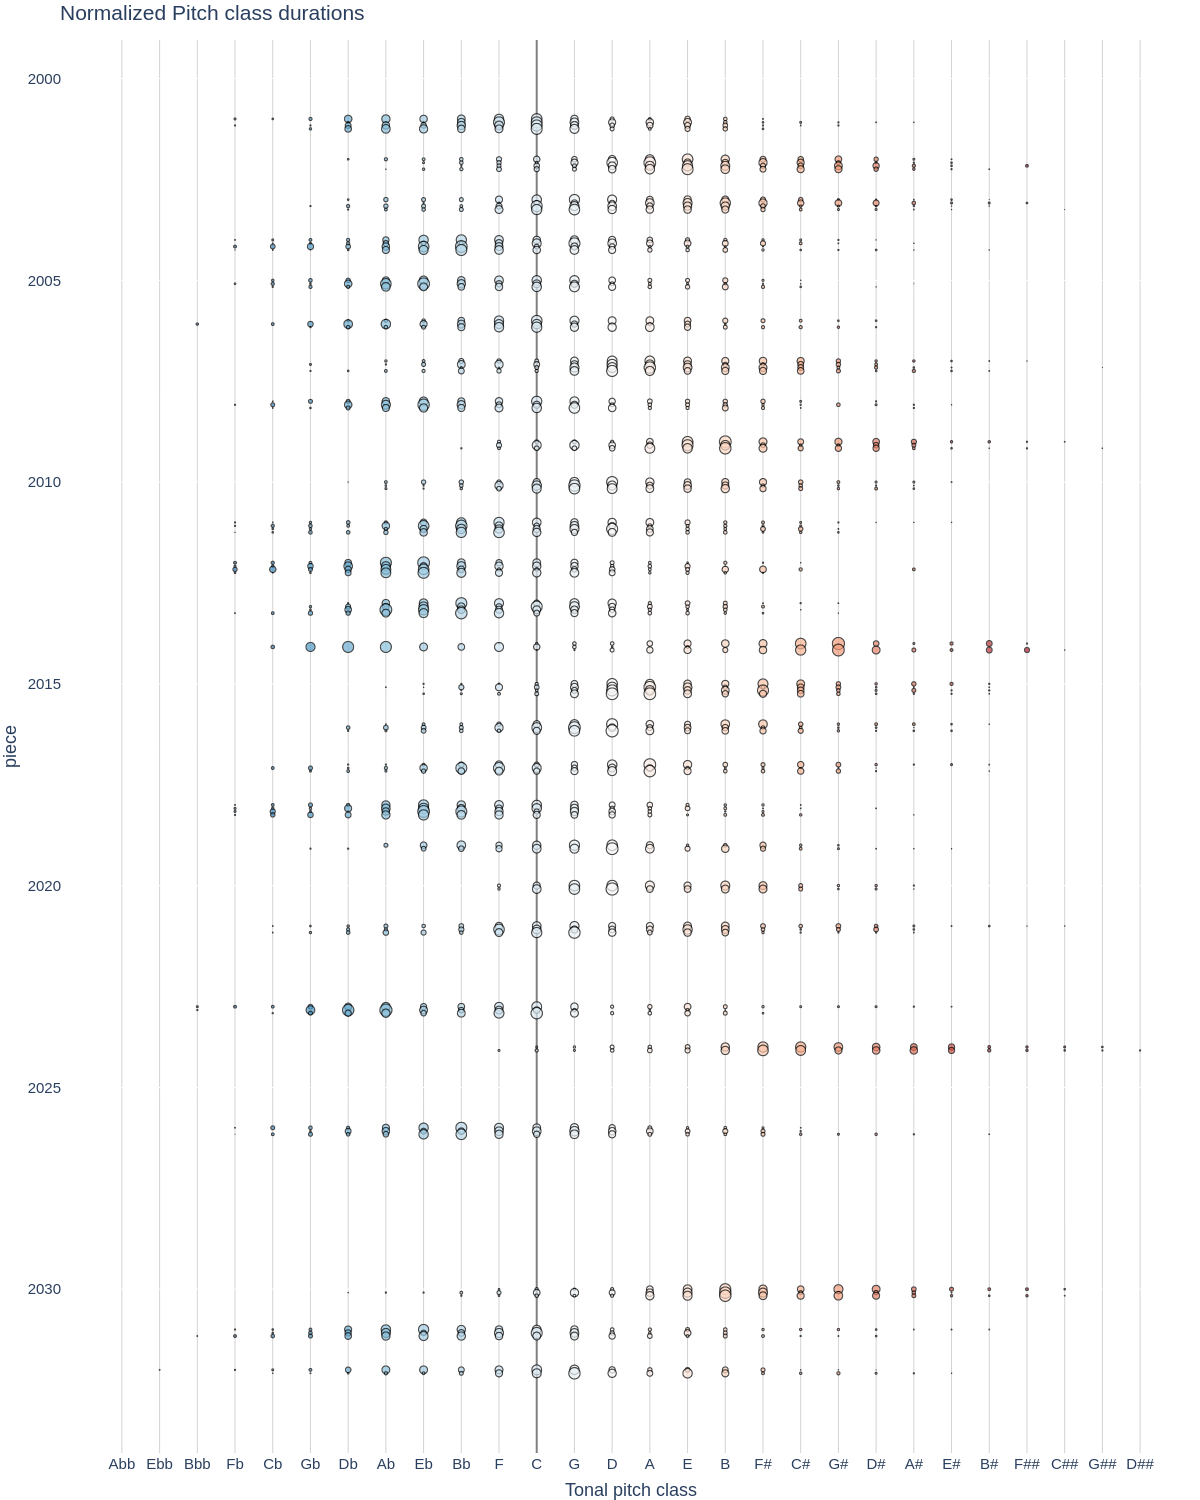 Normalized Pitch class durations
2000
2005
2010
2015
piece
2020
2025
2030
Abb Ebb Bbb Fb Cb Gb Db Ab Eb Bb F C G D A E B F# C# G# D# A# E# B# F## C## G## D##
Tonal pitch class